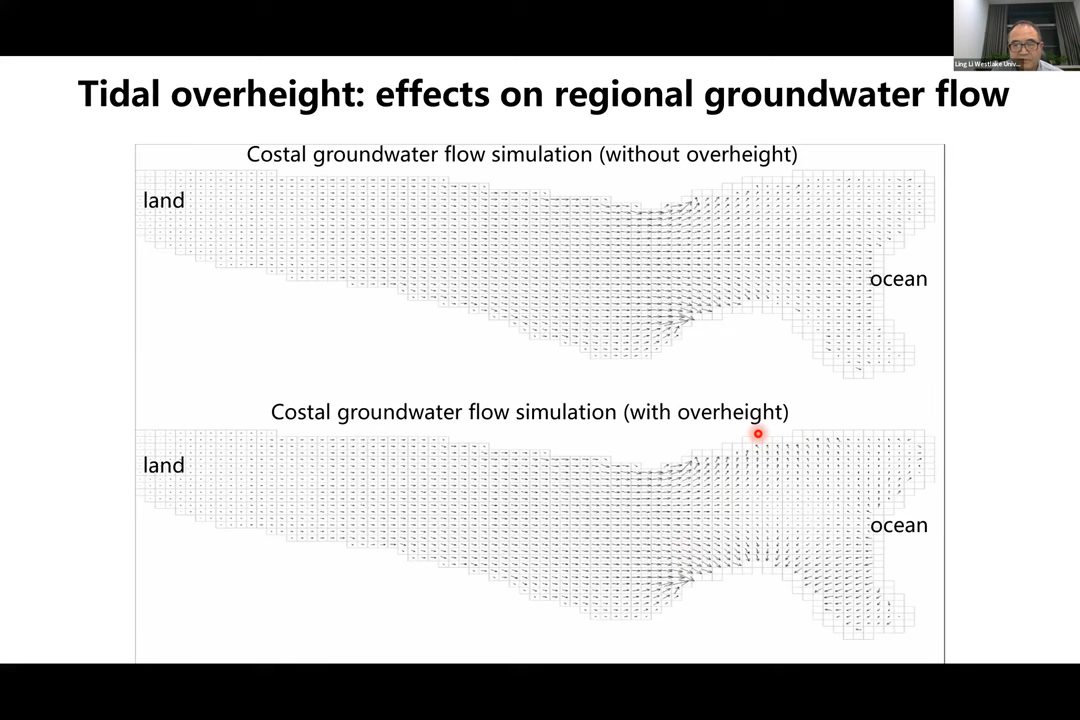 Ling Li Westlake Univ...
Tidal overheight: effects on regional groundwater flow
Costal groundwater flow simulation (without overheight)
land
ocean
Costal groundwater flow simulation (with overheight)
land
ocean